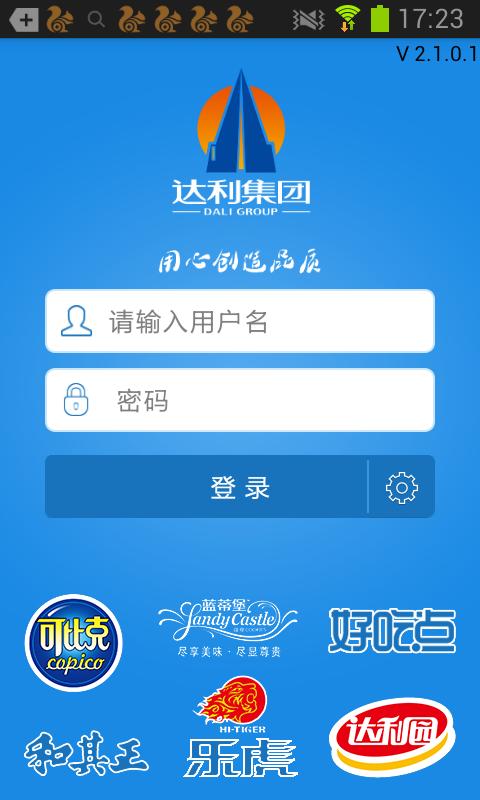 17:23
V 2.1.0.1
达利集团
DALI GROUP
用心创造品质
请输入用户名
密码
登录
可比克
copico
蓝蒂堡
Landy Castle
尽享美味·尽显尊贵
好吃点
和其正
HI-TIGER
乐虎
达利园